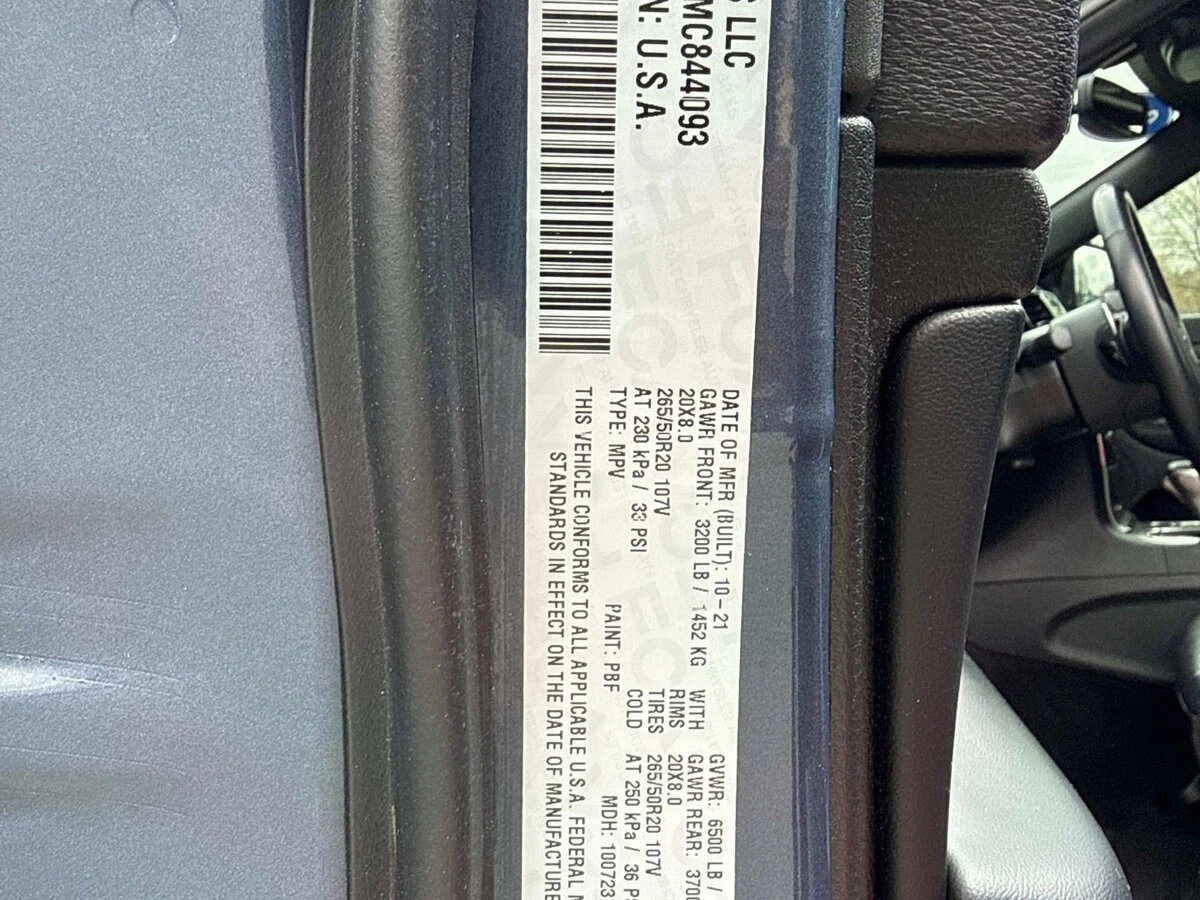 S LLC
MC844093
N: U.S.A.
DATE OF MFR (BUILT): 10-21 GVWR: 6500 LB /
GAWR FRONT: 3200 LB / 1452 KG WITH GAWR REAR: 3700
20X8.0 RIMS 20X8.0
265/50R20 107V TIRES 265/50R20 107V
AT 230 kPa / 33 PSI COLD AT 250 kPa / 36 PS
TYPE: MPV PAINT: PBF MDH: 100723
THIS VEHICLE CONFORMS TO ALL APPLICABLE U.S.A. FEDERAL M
STANDARDS IN EFFECT ON THE DATE OF MANUFACTURE